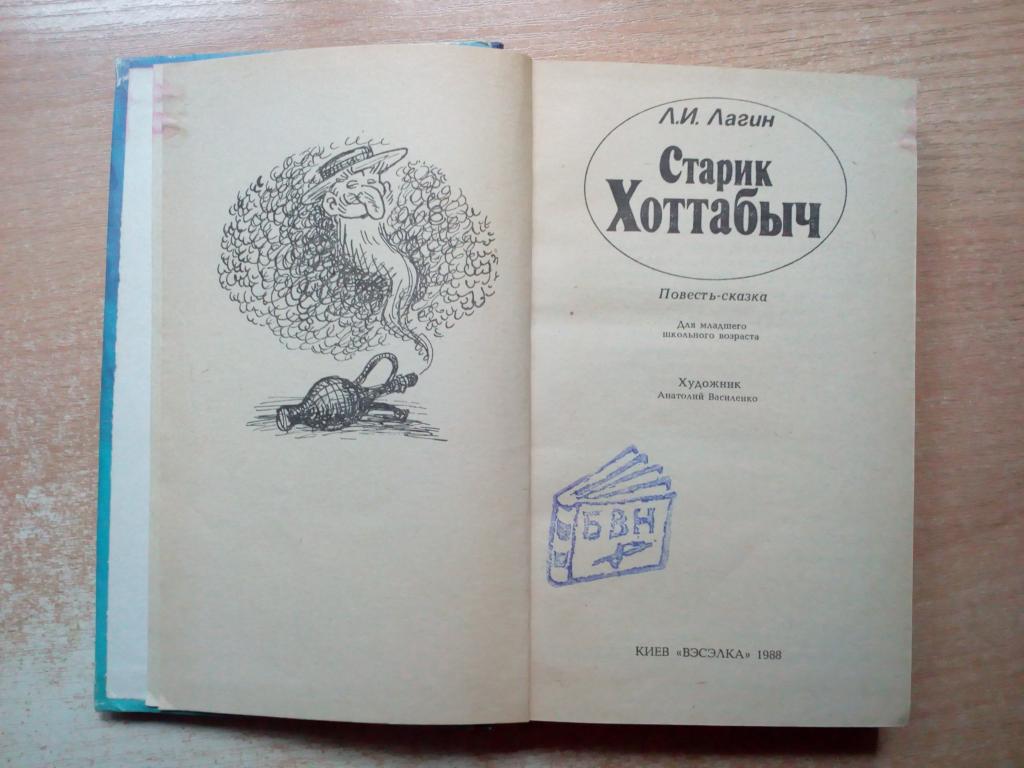 Л.И. Лагин
Старик
Хоттабыч
Повесть-сказка
Для младшего
школьного возраста
Художник
Анатолий Василенко
БВН
КИЕВ «ВЭСЭЛКА» 1988